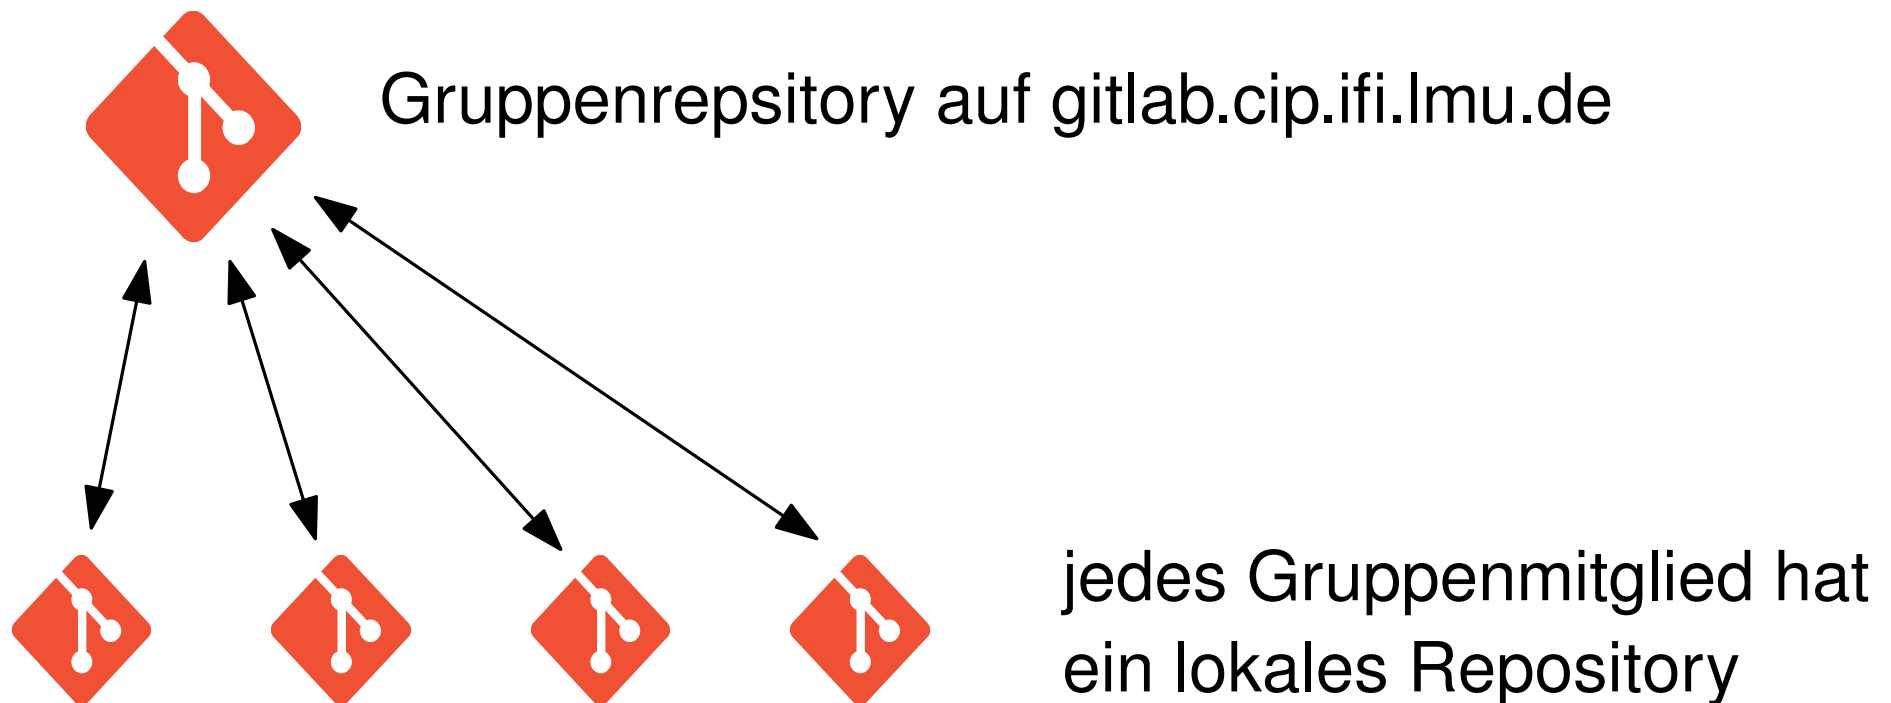 Gruppenrepsitory auf gitlab.cip.ifi.lmu.de
jedes Gruppenmitglied hat
ein lokales Repository